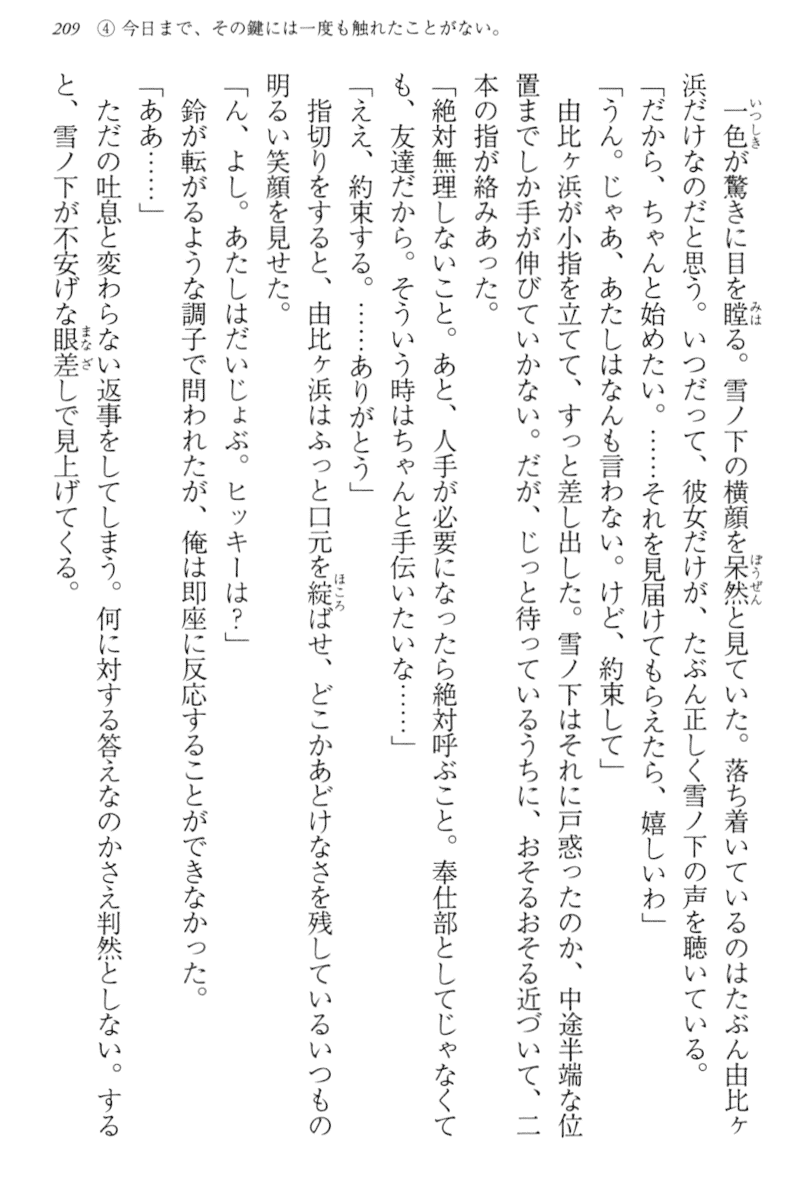 209 ④ 今日まで、その鍵には一度も触れたことがない。
　一色が驚きに目を瞠る。雪ノ下の横顔を呆然と見ていた。落ち着いているのはたぶん由比ヶ
浜だけなのだと思う。いつだって、彼女だけが、たぶん正しく雪ノ下の声を聴いている。
「だから、ちゃんと始めたい。……それを見届けてもらえたら、嬉しいわ」
「うん。じゃあ、あたしはなんも言わない。けど、約束して」
　由比ヶ浜が小指を立てて、すっと差し出した。雪ノ下はそれに戸惑ったのか、中途半端な位
置までしか手が伸びていかない。だが、じっと待っているうちに、おそるおそる近づいて、二
本の指が絡みあった。
「絶対無理しないこと。あと、人手が必要になったら絶対呼ぶこと。奉仕部としてじゃなくて
も、友達だから。そういう時はちゃんと手伝いたいな……」
「ええ、約束する。……ありがとう」
　指切りをすると、由比ヶ浜はふっと口元を綻ばせ、どこかあどけなさを残しているいつもの
明るい笑顔を見せた。
「ん、よし。あたしはだいじょぶ。ヒッキーは？」
　鈴が転がるような調子で問われたが、俺は即座に反応することができなかった。
「ああ……」
　ただの吐息と変わらない返事をしてしまう。何に対する答えなのかさえ判然としない。する
と、雪ノ下が不安げな眼差しで見上げてくる。
いつしき
みは
ぼうぜん
ほころ
まなざ